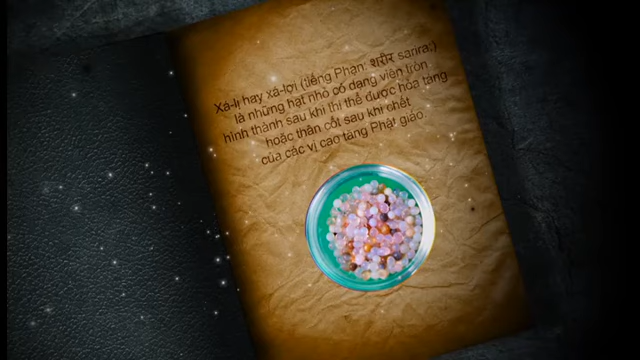 Xá-lị hay xá-lợi (tiếng Phạn: शरीर sarira;)
là những hạt nhỏ có dạng viên tròn
hình thành sau khi thi thể được hỏa táng
hoặc thân cốt sau khi chết
của các vị cao tăng Phật giáo